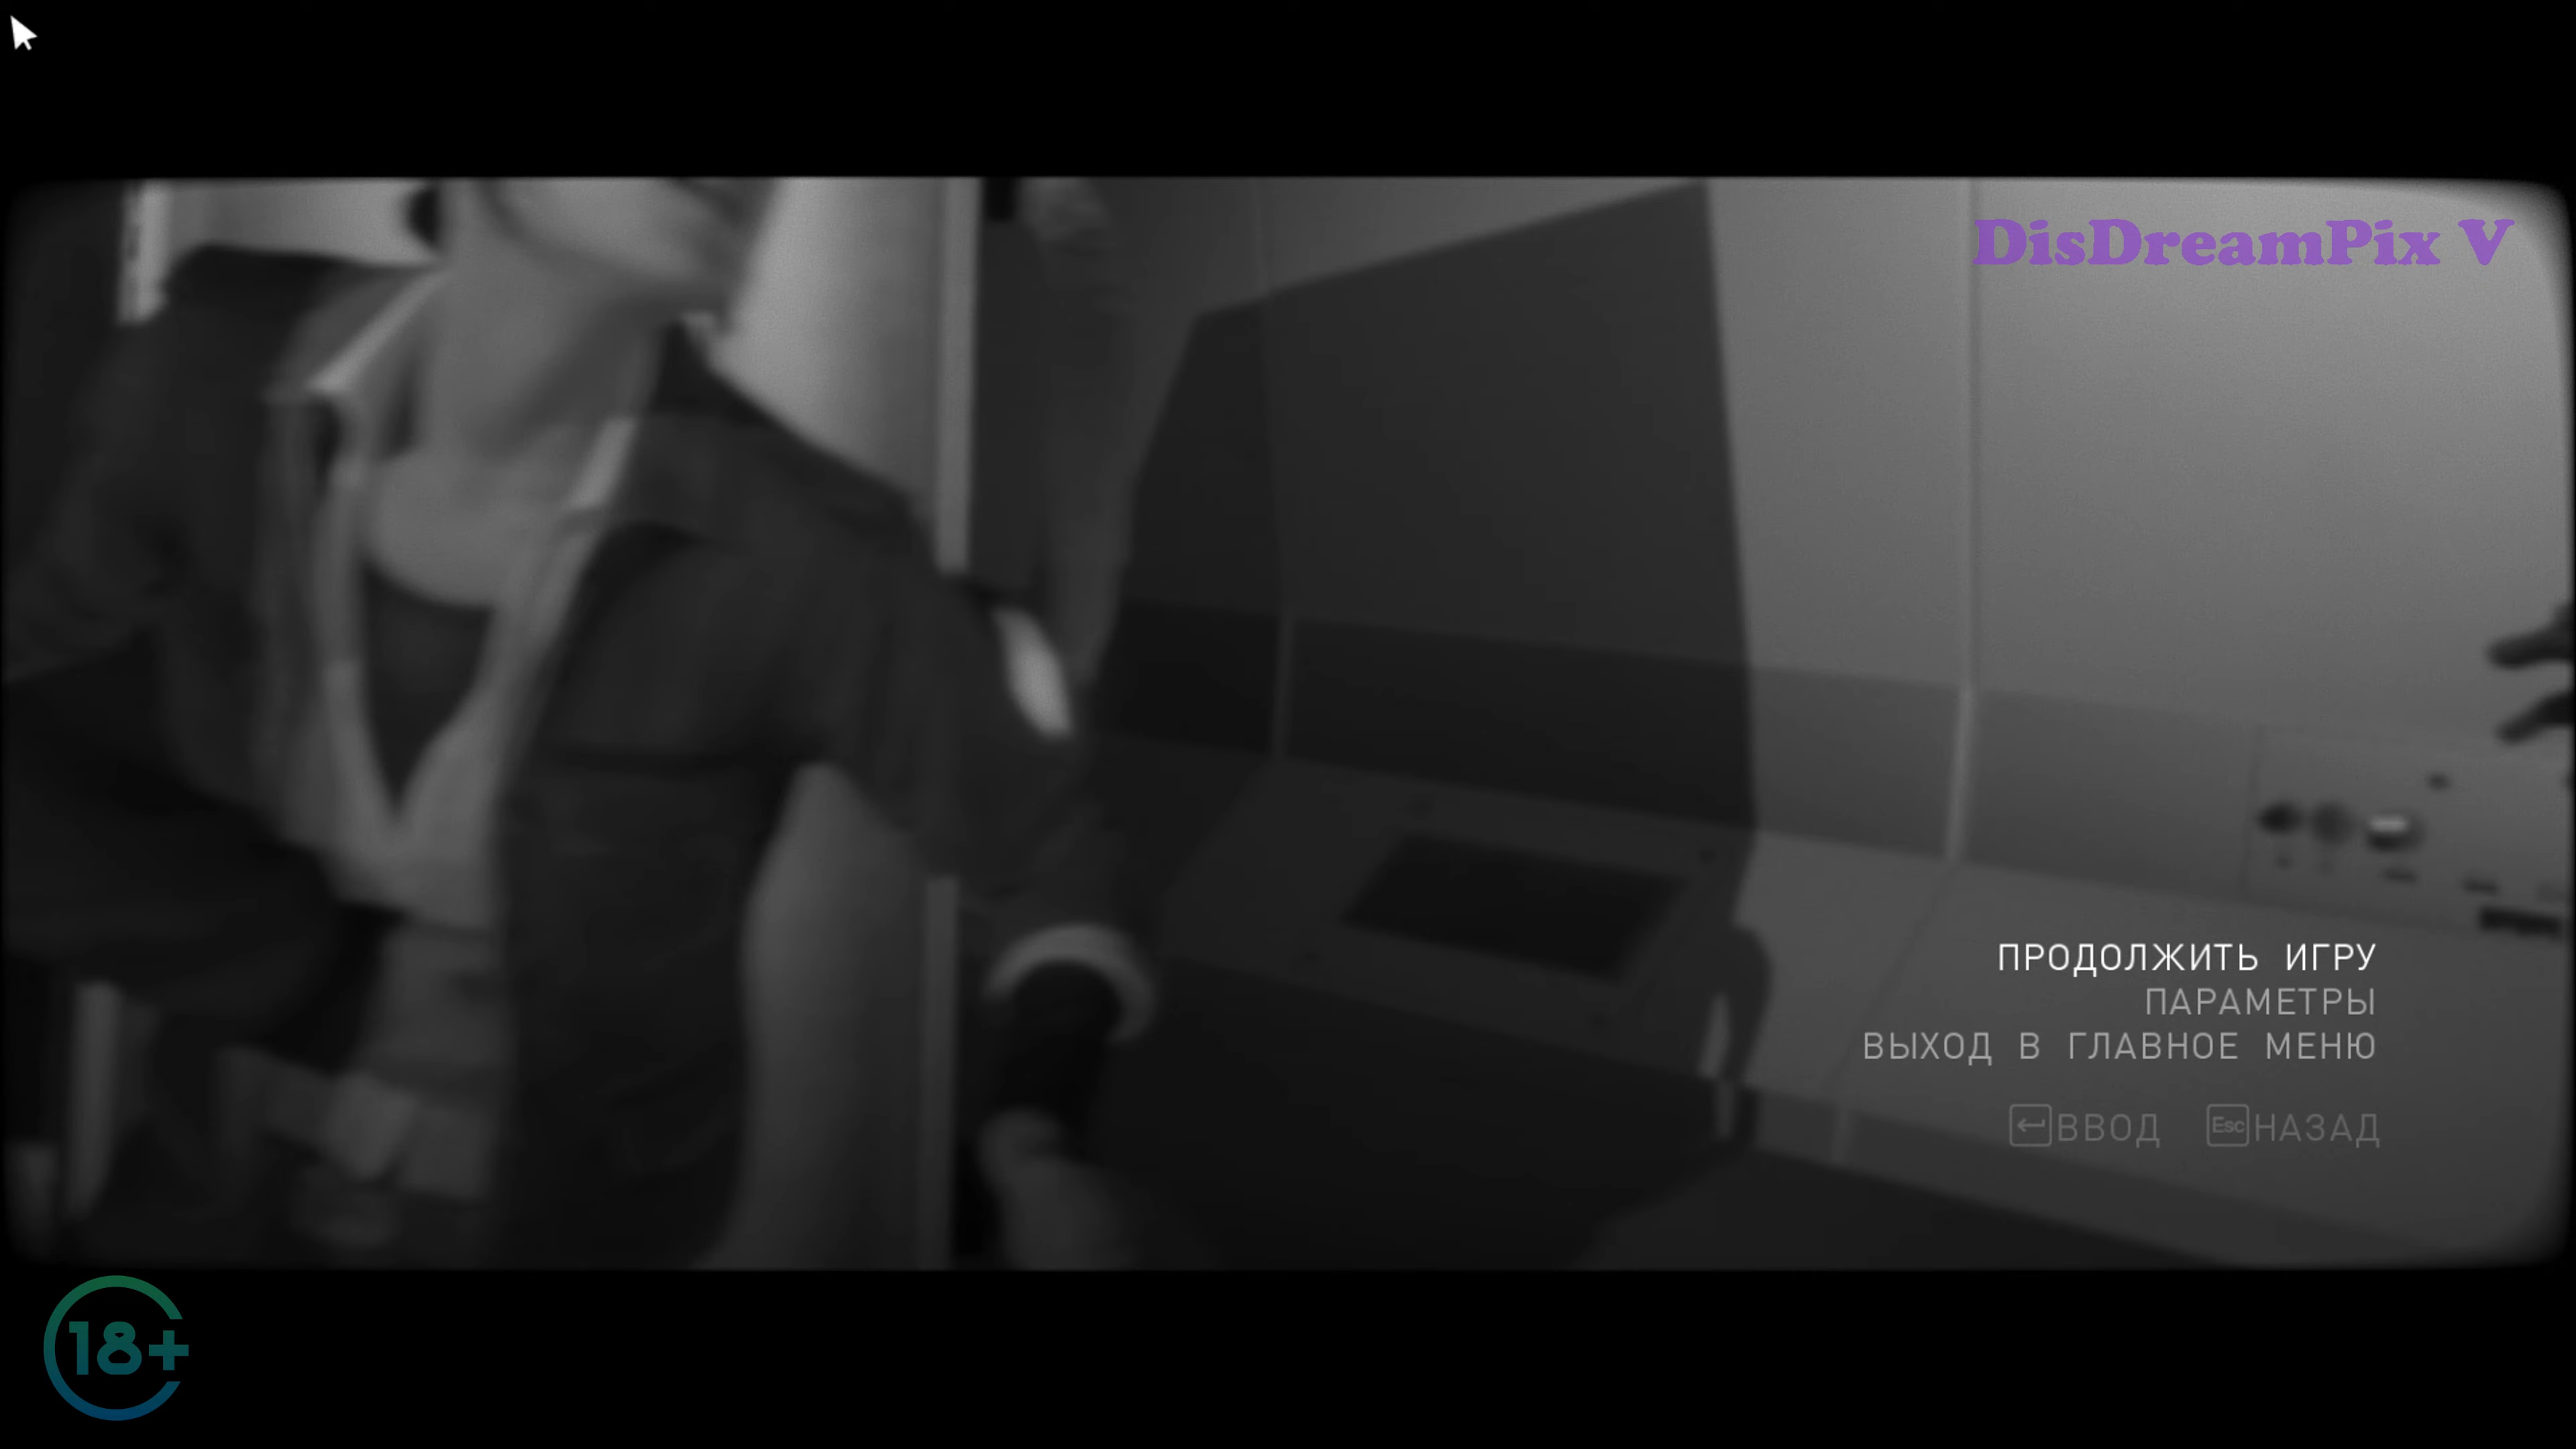 DisDreamPix V
ПРОДОЛЖИТЬ ИГРУ
ПАРАМЕТРЫ
ВЫХОД В ГЛАВНОЕ МЕНЮ
ВВОД Esc НАЗАД
18+